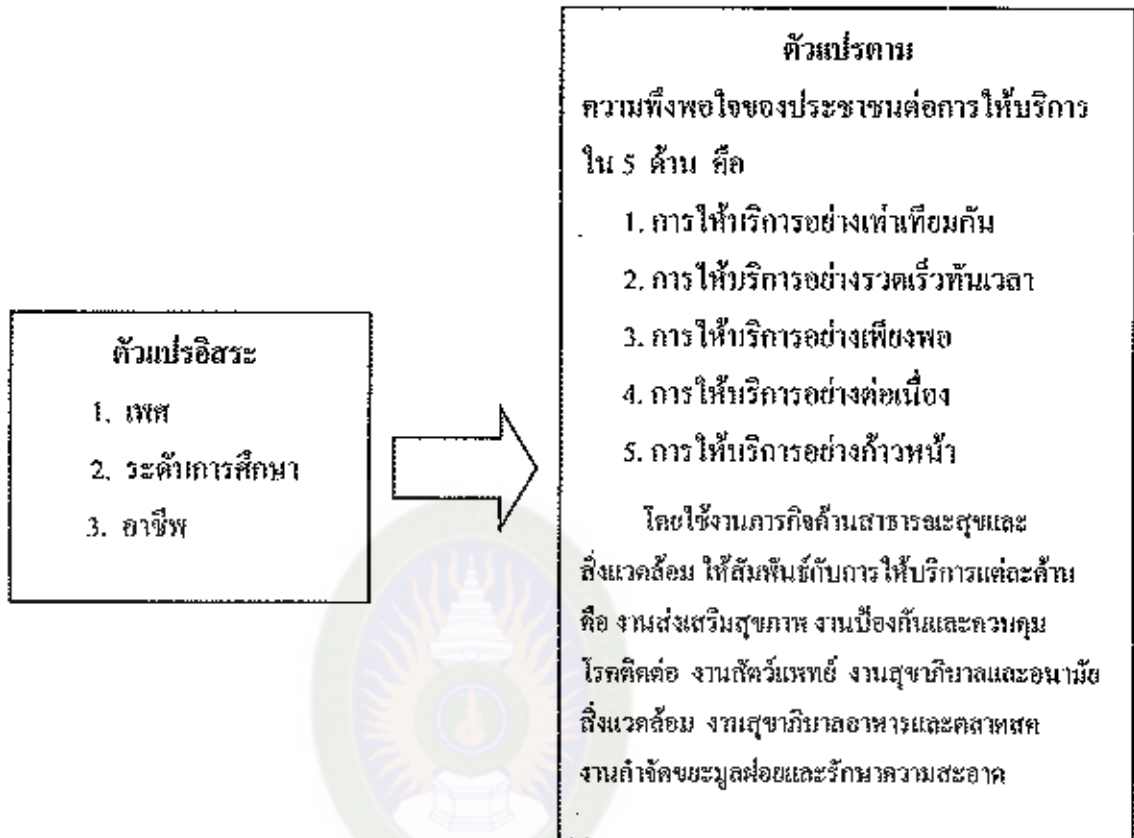 ตัวแปรอิสระ
1. เพศ
2. ระดับการศึกษา
3. อาชีพ
ตัวแปรตาม
ความพึงพอใจของประชาชนต่อการให้บริการ
ใน 5 ด้าน คือ
1. การให้บริการอย่างเท่าเทียมกัน
2. การให้บริการอย่างรวดเร็วทันเวลา
3. การให้บริการอย่างเพียงพอ
4. การให้บริการอย่างต่อเนื่อง
5. การให้บริการอย่างก้าวหน้า
โดยใช้งานภารกิจด้านสาธารณะสุขและ
สิ่งแวดล้อม ให้สัมพันธ์กับการให้บริการแต่ละด้าน
คือ งานส่งเสริมสุขภาพ งานป้องกันและควบคุม
โรคติดต่อ งานสัตว์แพทย์ งานสุขาภิบาลและอนามัย
สิ่งแวดล้อม งานสุขาภิบาลอาหารและตลาดสด
งานกำจัดขยะมูลฝอยและรักษาความสะอาด